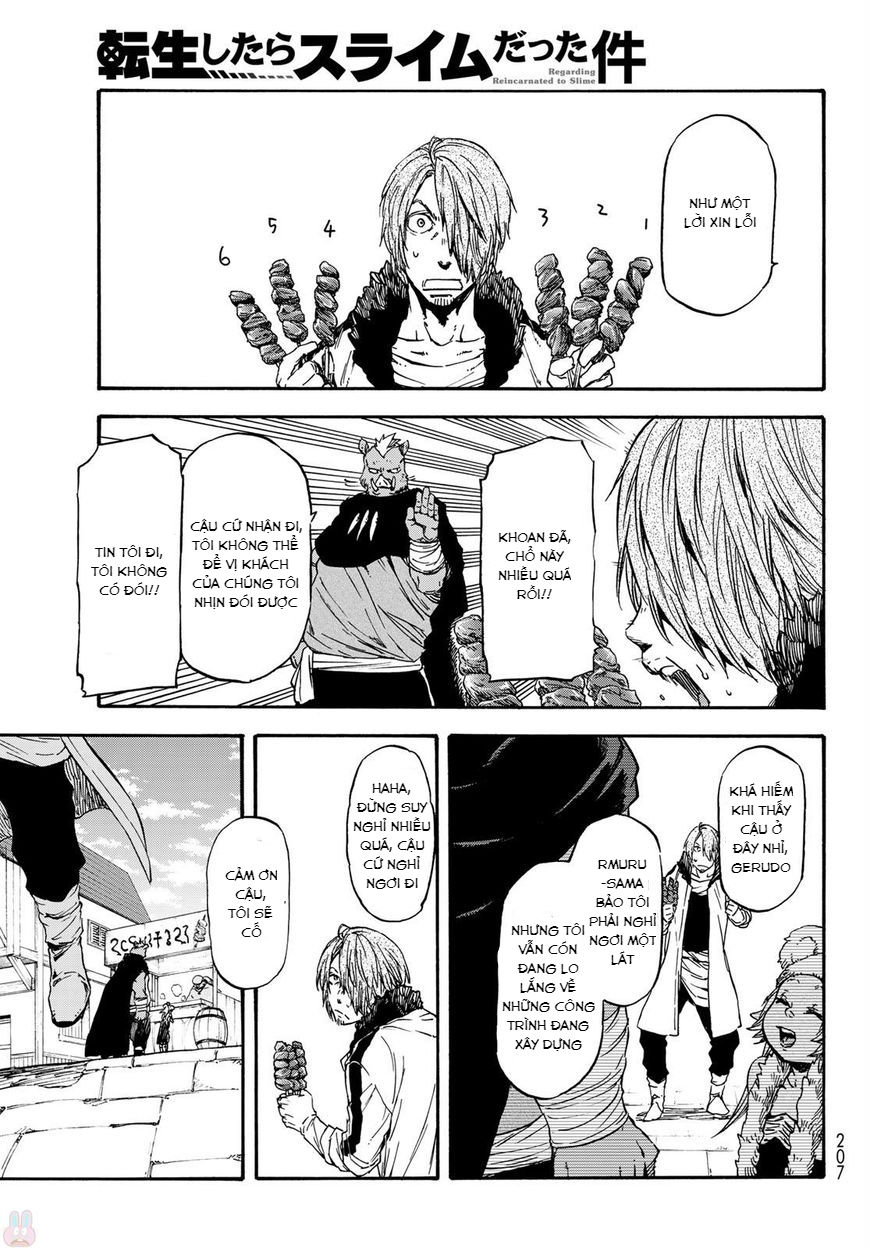 転生したらスライムだった件
Regarding
Reincarnated to Slime
NHƯ MỘT
LỜI XIN LỖI
1
2
3
4
5
6
KHOAN ĐÃ,
CHỔ NÀY
NHIỀU QUÁ
RỒI!!
CẬU CỨ NHẬN ĐI,
TÔI KHÔNG THỂ
ĐỂ VỊ KHÁCH
CỦA CHÚNG TÔI
NHỊN ĐÓI ĐƯỢC
TIN TÔI ĐI,
TÔI KHÔNG
CÓ ĐÓI!!
KHÁ HIẾM
KHI THẤY
CẬU Ở
ĐÂY NHỈ,
GERUDO
RMURU
-SAMA
BẢO TÔI
PHẢI NGHỈ
NGƠI MỘT
LÁT
NHƯNG TÔI
VẪN CÓN
ĐANG LO
LẮNG VỀ
NHỮNG CÔNG
TRÌNH ĐANG
XÂY DỰNG
HAHA,
ĐỪNG SUY
NGHỈ NHIỀU
QUÁ, CẬU
CỨ NGHỈ
NGƠI ĐI
CẢM ƠN
CẬU,
TÔI SẼ
CỐ
207